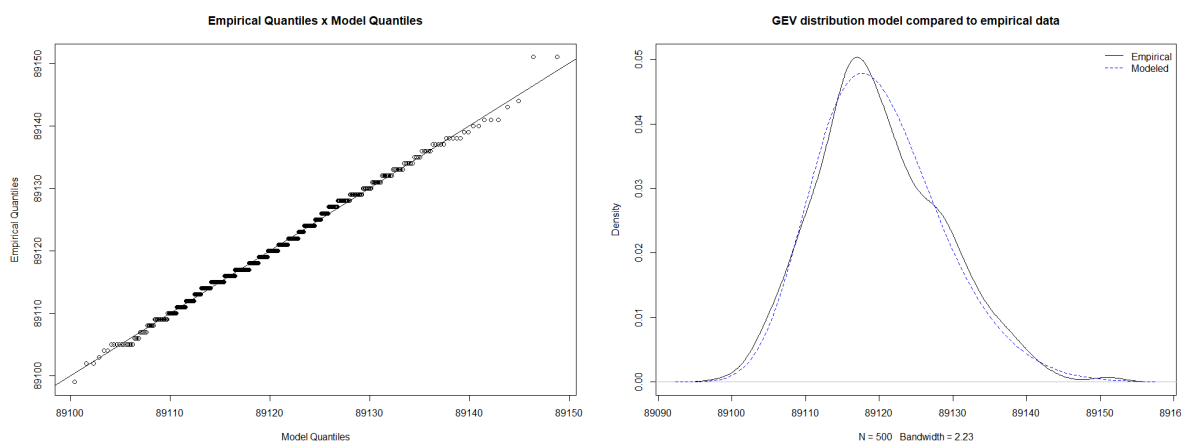 Empirical Quantiles x Model Quantiles
Empirical Quantiles
89150
89140
89130
89120
89110
89100
89100 89110 89120 89130 89140 89150
Model Quantiles
GEV distribution model compared to empirical data
Empirical
Modeled
Density
0.05
0.04
0.03
0.02
0.01
0.00
89090 89100 89110 89120 89130 89140 89150 8916
N = 500 Bandwidth = 2.23